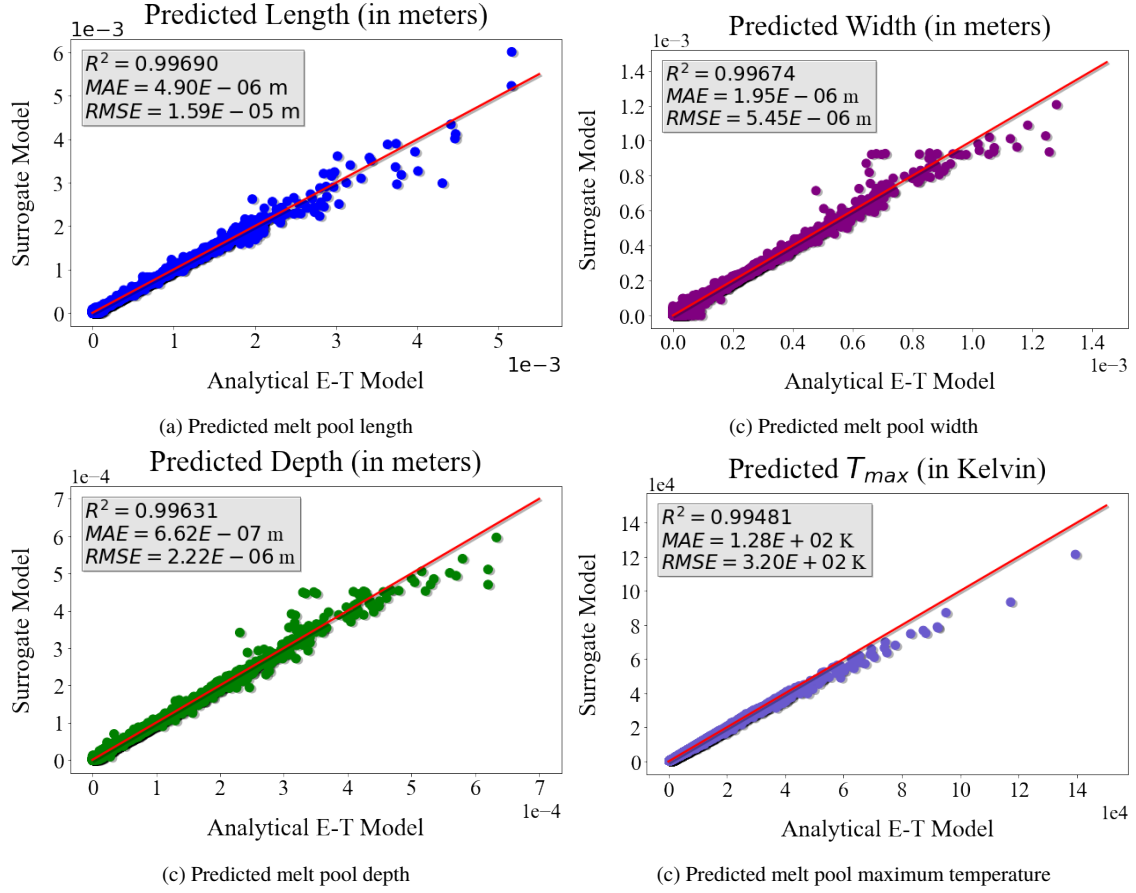 Predicted Length (in meters)
1e−3
R² = 0.99690
MAE = 4.90E − 06 m
RMSE = 1.59E − 05 m
6
5
4
3
2
1
0
Surrogate Model
0 1 2 3 4 5
1e−3
Analytical E-T Model
(a) Predicted melt pool length
Predicted Width (in meters)
1e−3
R² = 0.99674
MAE = 1.95E − 06 m
RMSE = 5.45E − 06 m
1.4
1.2
1.0
0.8
0.6
0.4
0.2
0.0
Surrogate Model
0.0 0.2 0.4 0.6 0.8 1.0 1.2 1.4
1e−3
Analytical E-T Model
(c) Predicted melt pool width
Predicted Depth (in meters)
1e−4
R² = 0.99631
MAE = 6.62E − 07 m
RMSE = 2.22E − 06 m
7
6
5
4
3
2
1
0
Surrogate Model
0 1 2 3 4 5 6 7
1e−4
Analytical E-T Model
(c) Predicted melt pool depth
Predicted Tmax (in Kelvin)
1e4
R² = 0.99481
MAE = 1.28E + 02 K
RMSE = 3.20E + 02 K
14
12
10
8
6
4
2
0
Surrogate Model
0 2 4 6 8 10 12 14
1e4
Analytical E-T Model
(c) Predicted melt pool maximum temperature